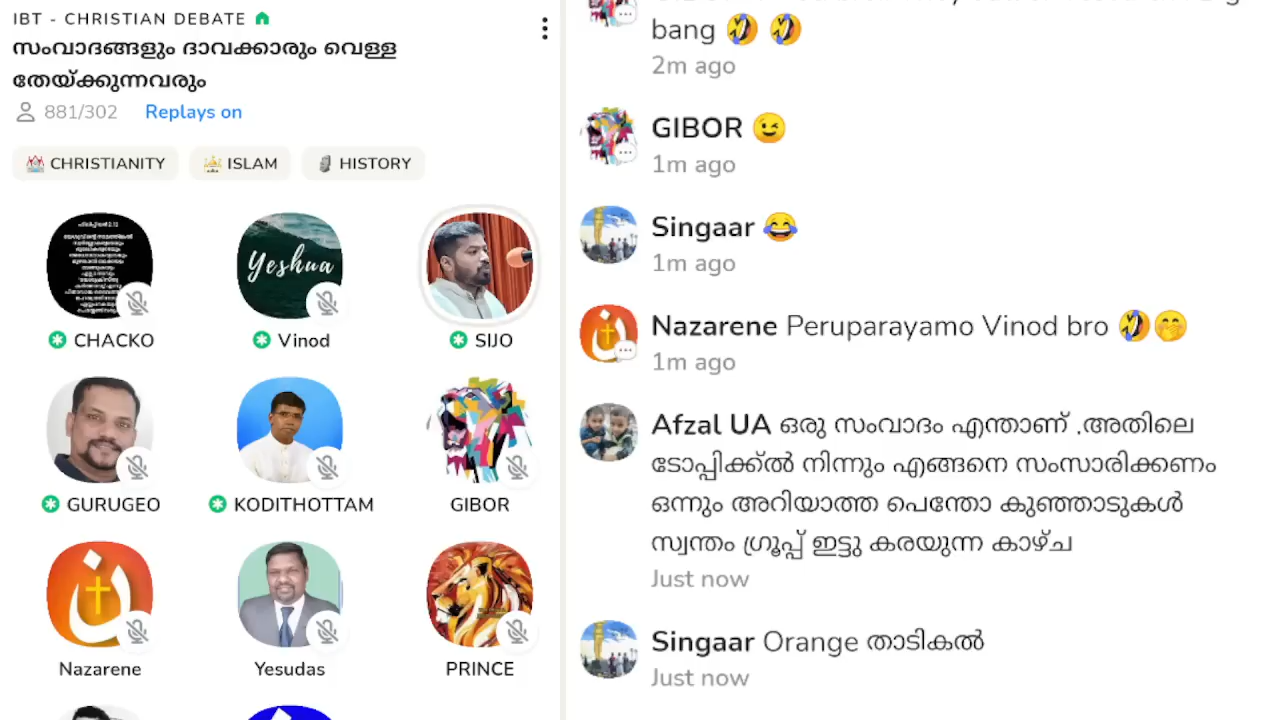 IBT - CHRISTIAN DEBATE
സംവാദങ്ങളും ദാവക്കാരും വെള്ള
തേയ്ക്കുന്നവരും
881/302 Replays on
CHRISTIANITY ISLAM HISTORY
Yeshua
CHACKO Vinod SIJO
GURUGEO KODITHOTTAM GIBOR
Nazarene Yesudas PRINCE
bang 🤣 🤣
2m ago
GIBOR 😉
1m ago
Singaar 😂
1m ago
Nazarene Peruparayamo Vinod bro 🤣🤭
1m ago
Afzal UA ഒരു സംവാദം എന്താണ് .അതിലെ
ടോപ്പിക്ക്ൽ നിന്നും എങ്ങനെ സംസാരിക്കണം
ഒന്നും അറിയാത്ത പെന്തോ കുഞ്ഞാടുകൾ
സ്വന്തം ഗ്രൂപ്പ് ഇട്ടു കരയുന്ന കാഴ്ച
Just now
Singaar Orange താടികൽ
Just now